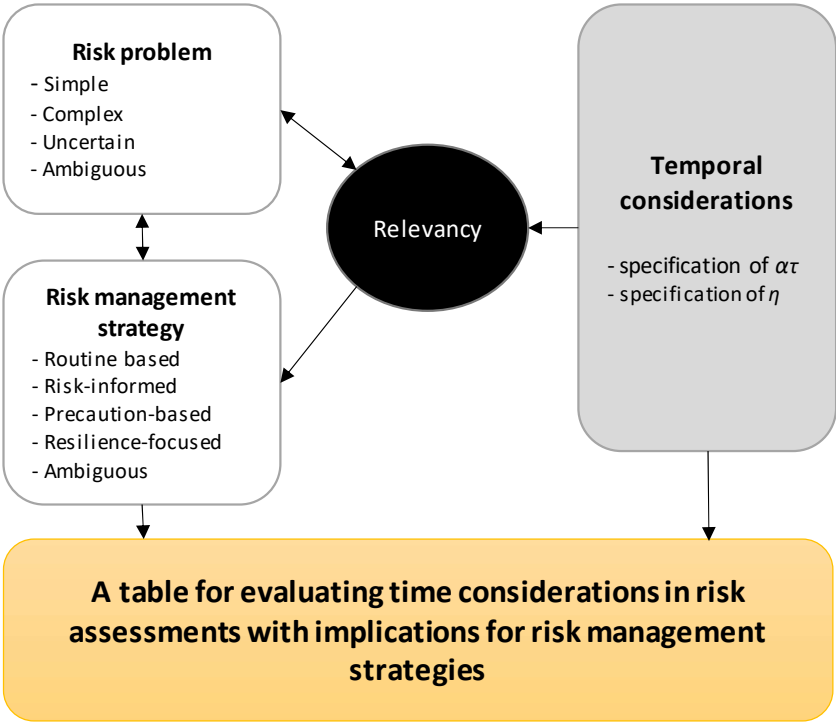 Risk problem
- Simple
- Complex
- Uncertain
- Ambiguous
Risk management
strategy
- Routine based
- Risk-informed
- Precaution-based
- Resilience-focused
- Ambiguous
Relevancy
Temporal
considerations
- specification of ατ
- specification of η
A table for evaluating time considerations in risk
assessments with implications for risk management
strategies